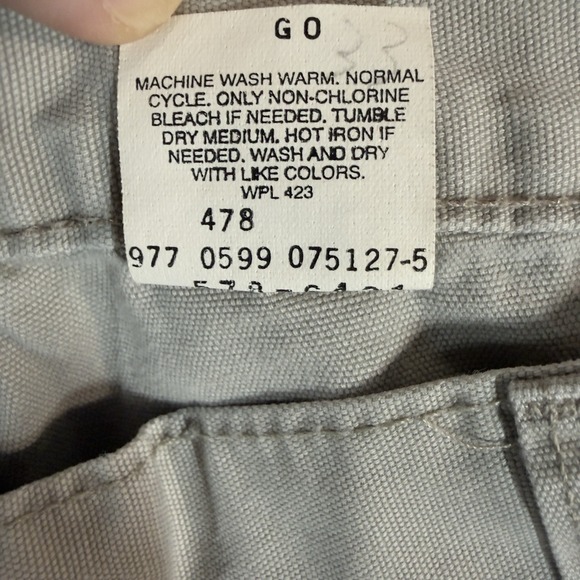 GO
33
MACHINE WASH WARM. NORMAL
CYCLE. ONLY NON-CHLORINE
BLEACH IF NEEDED. TUMBLE
DRY MEDIUM. HOT IRON IF
NEEDED. WASH AND DRY
WITH LIKE COLORS.
WPL 423
478
977 0599 075127-5